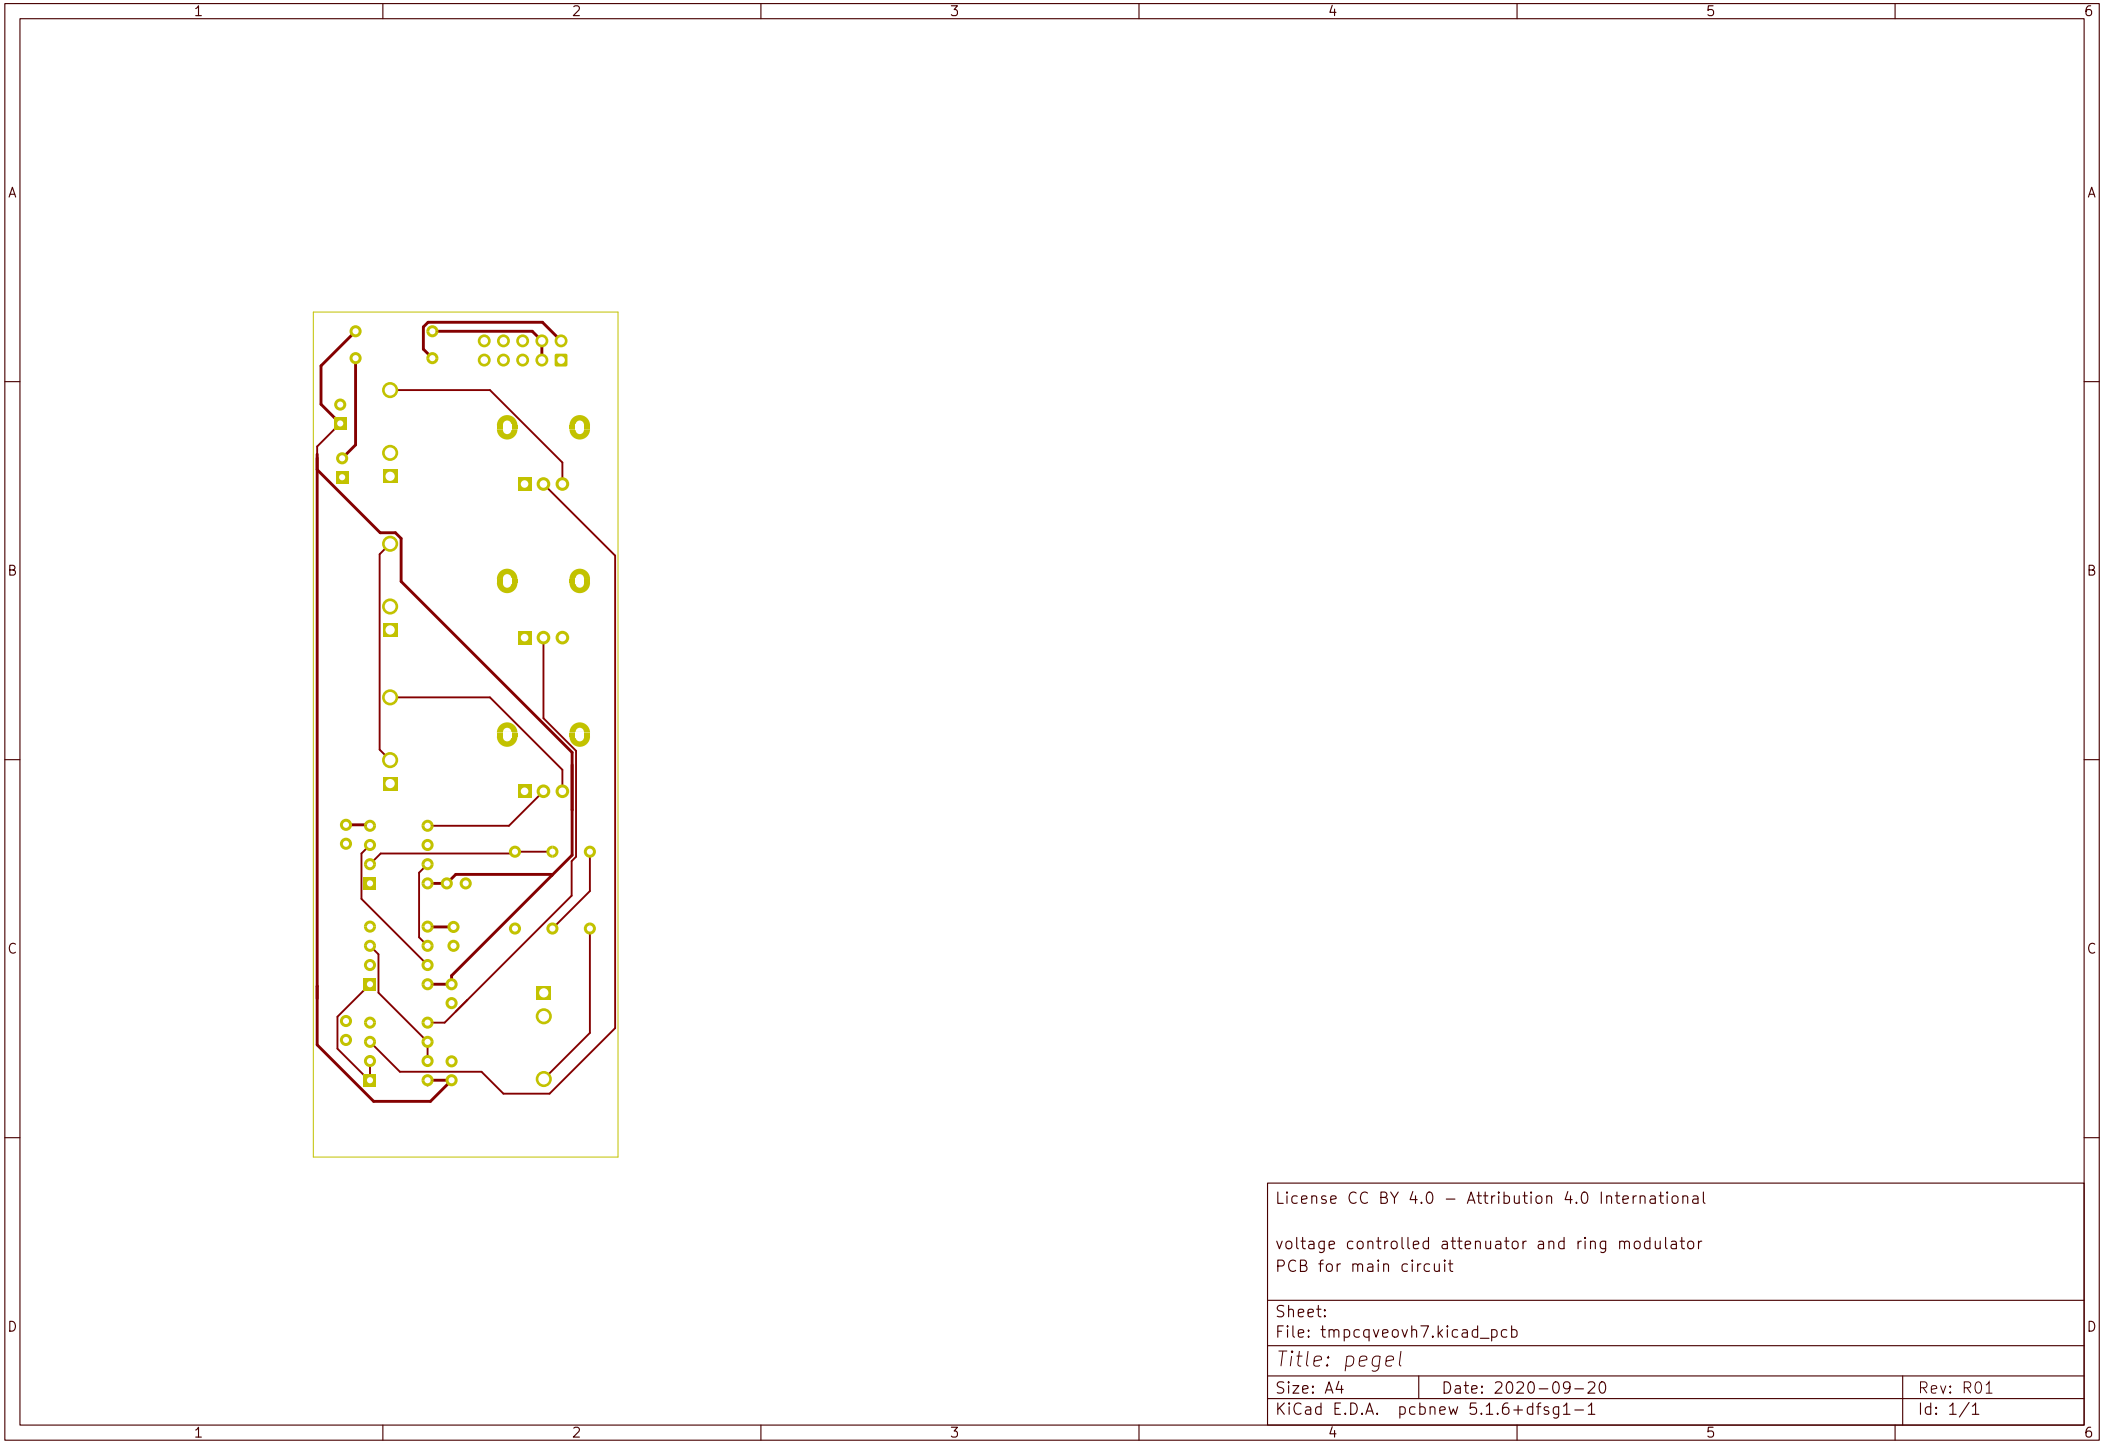 1 2 3 4 5 6
A A
B B
C C
D D
License CC BY 4.0 – Attribution 4.0 International
voltage controlled attenuator and ring modulator
PCB for main circuit
Sheet:
File: tmpcqveovh7.kicad_pcb
Title: pegel
Size: A4 Date: 2020-09-20 Rev: R01
KiCad E.D.A. pcbnew 5.1.6+dfsg1-1 Id: 1/1
1 2 3 4 5 6